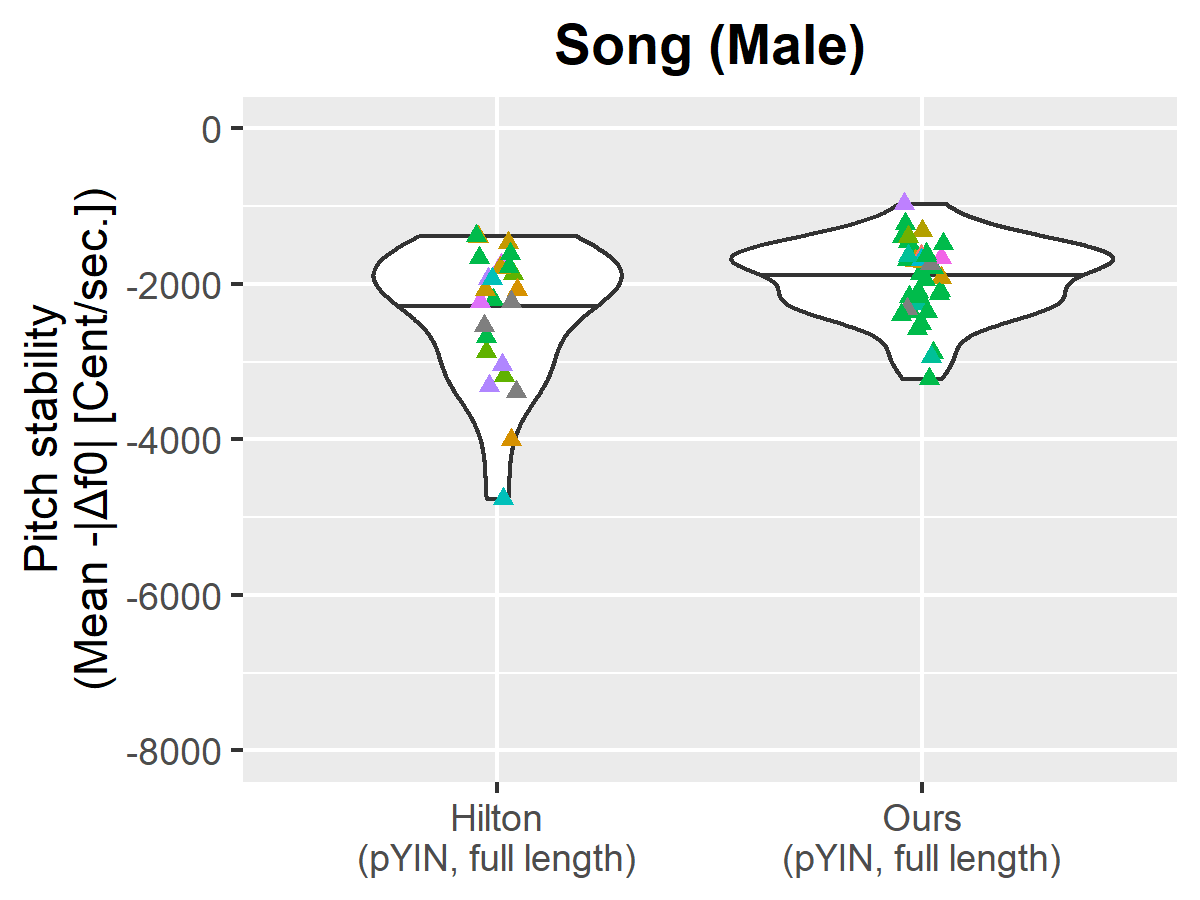 Song (Male)
Pitch stability
(Mean -|Δf0| [Cent/sec.])
0
-2000
-4000
-6000
-8000
Hilton
(pYIN, full length)
Ours
(pYIN, full length)